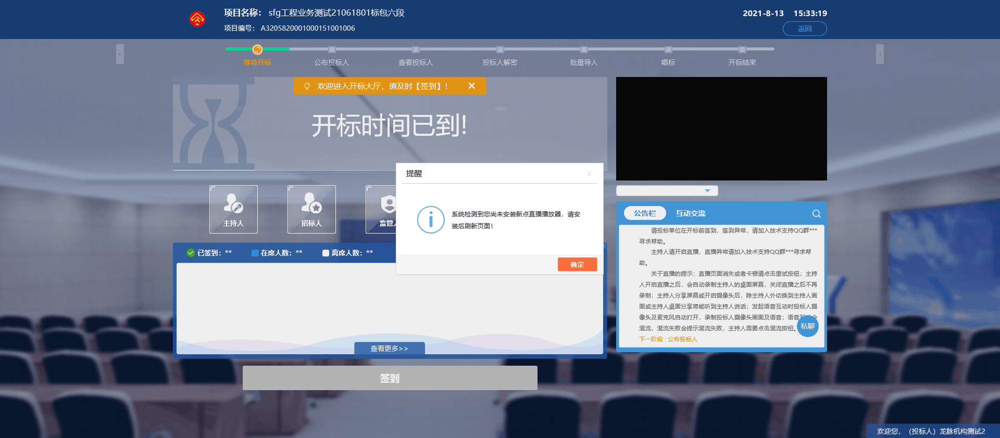 项目名称： sfg工程业务测试21061801标包六段
2021-8-13 15:33:19
项目编号： A3205820001000151001006
返回
等待开标
公布投标人
查看投标人
投标人解密
批量导入
唱标
开标结束
欢迎进入开标大厅，请及时【签到】！
开标时间已到!
主持人
招标人
监管
提醒
系统检测到您尚未安装新点直播播放器，请安
装后刷新页面！
确定
已签到：**
在席人数：**
离席人数：**
查看更多>>
签到
公告栏
互动交流
请投标单位在开标前签到，签到异常，请加入技术支持QQ群***
寻求帮助。
主持人请开启直播，直播异常请加入技术支持QQ群***寻求帮
助。
关于直播的提示：直播页面消失或者卡顿请点击重试按钮；主持
人开启直播之后，会自动录制主持人的桌面屏幕，关闭直播之后不再
录制；主持人分享屏幕或开启摄像头后，除主持人外切换到主持人画
面或主持人桌面分享将能听到主持人说话；发起语音互动时投标人摄
像头及麦克风自动打开，录制投标人摄像头画面及语音；语音
混流，混流失败会提示混流失败，主持人需要点击混流按钮。
私聊
下一阶段 : 公布投标人
欢迎您，（投标人）龙脉机构测试2